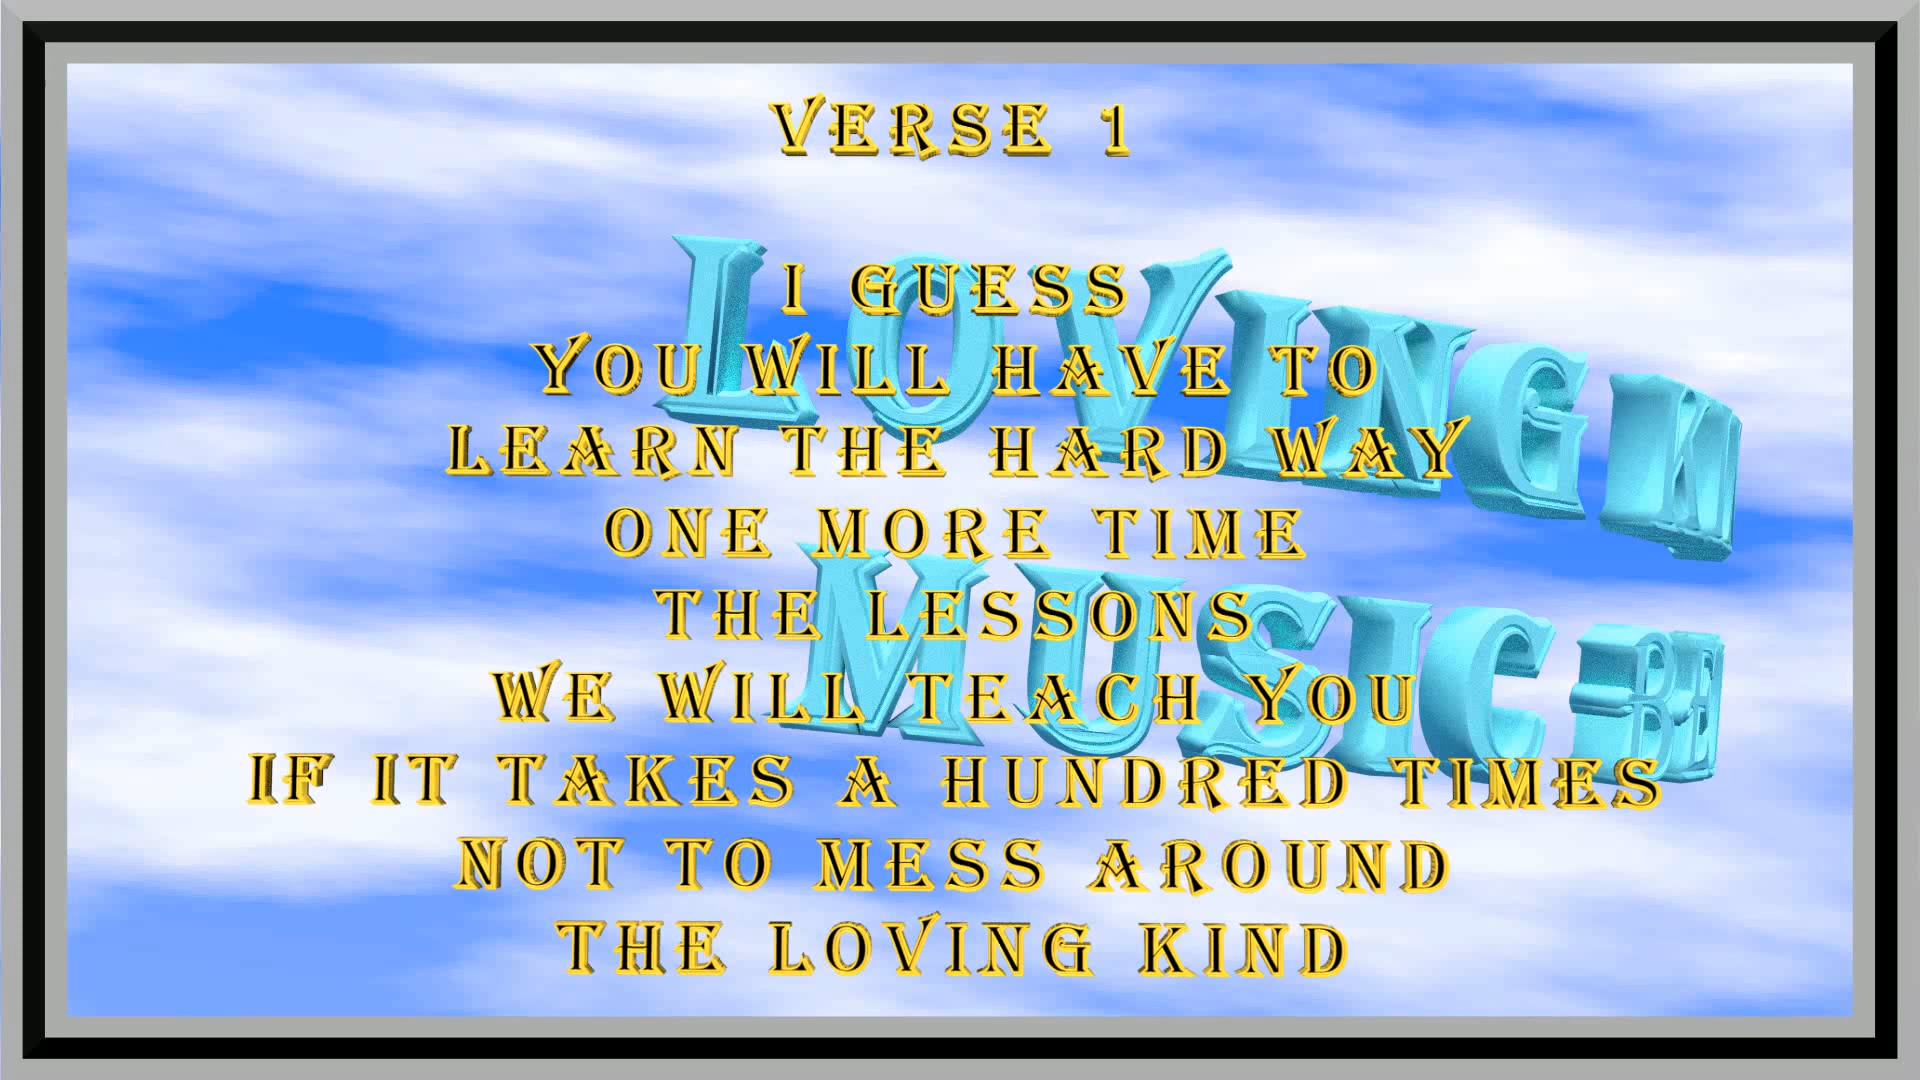 VERSE 1
I GUESS
YOU WILL HAVE TO
LEARN THE HARD WAY
ONE MORE TIME
THE LESSONS
WE WILL TEACH YOU
IF IT TAKES A HUNDRED TIMES
NOT TO MESS AROUND
THE LOVING KIND
LOVING
MUSIC